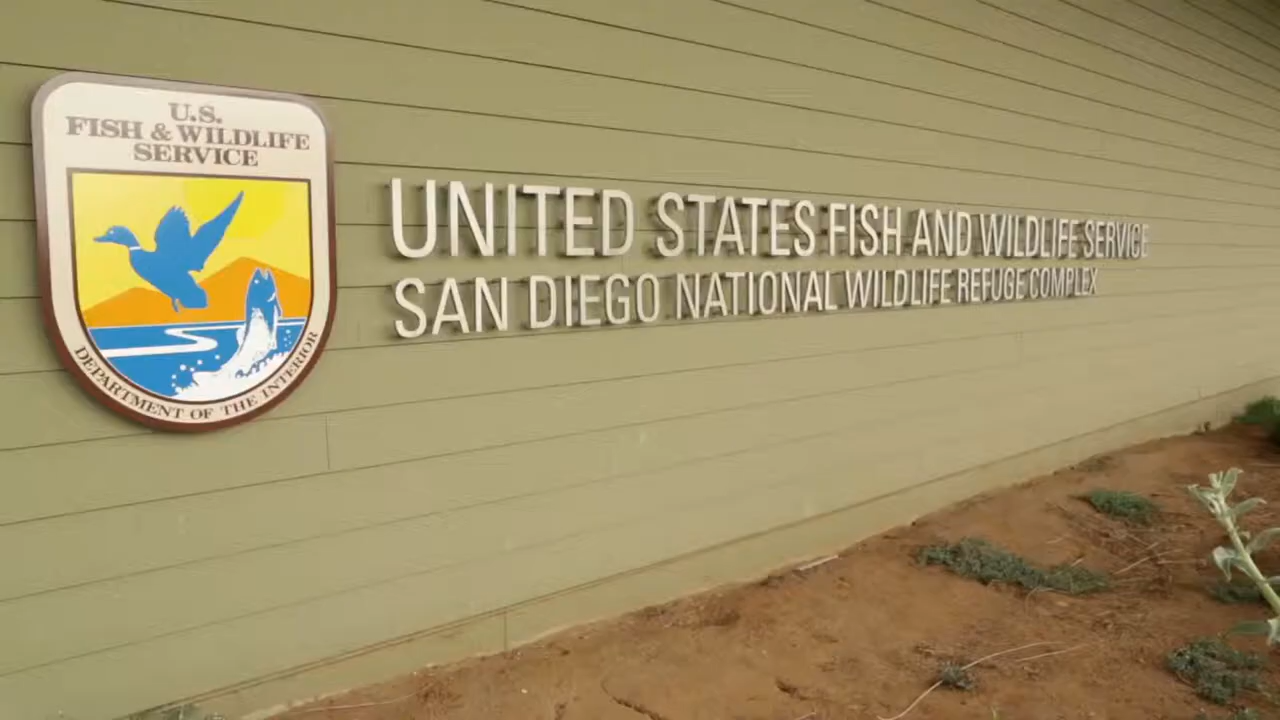 U.S.
FISH & WILDLIFE
SERVICE
DEPARTMENT OF THE INTERIOR
UNITED STATES FISH AND WILDLIFE SERVICE
SAN DIEGO NATIONAL WILDLIFE REFUGE COMPLEX